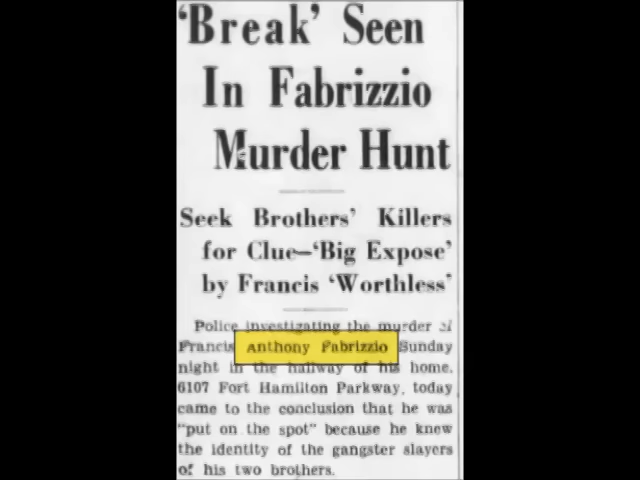 'Break' Seen
In Fabrizzio
Murder Hunt
Seek Brothers' Killers
for Clue—'Big Expose'
by Francis 'Worthless'
Police investigating the murder of
Francis Anthony Fabrizzio Sunday
night in the hallway of his home,
6107 Fort Hamilton Parkway, today
came to the conclusion that he was
"put on the spot" because he knew
the identity of the gangster slayers
of his two brothers.